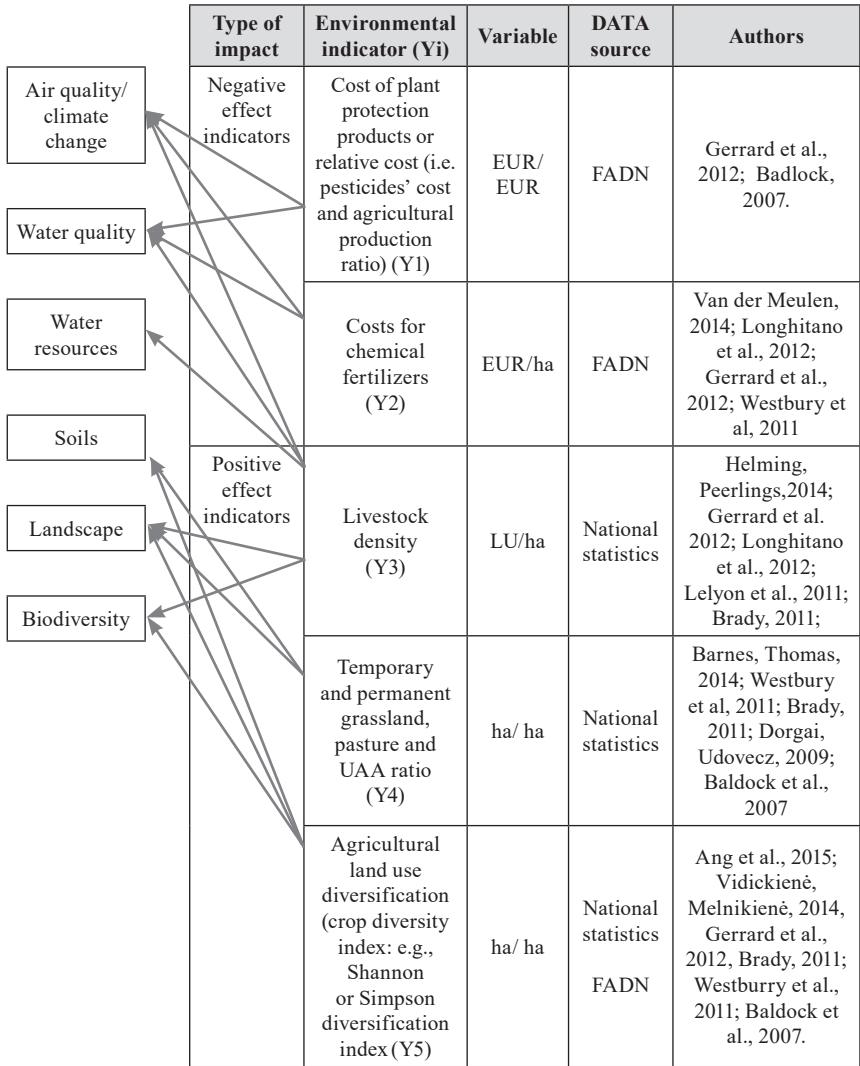 Type of
impact
Environmental
indicator (Yi)
Variable
DATA
source
Authors
Air quality/
climate
change
Water quality
Water
resources
Soils
Landscape
Biodiversity
Negative
effect
indicators
Cost of plant
protection
products or
relative cost (i.e.
pesticides’ cost
and agricultural
production
ratio) (Y1)
EUR/
EUR
FADN
Gerrard et al.,
2012; Badlock,
2007.
Costs for
chemical
fertilizers
(Y2)
EUR/ha
FADN
Van der Meulen,
2014; Longhitano
et al., 2012;
Gerrard et al.,
2012; Westbury et
al, 2011
Positive
effect
indicators
Livestock
density
(Y3)
LU/ha
National
statistics
Helming,
Peerlings,2014;
Gerrard et al.
2012; Longhitano
et al., 2012;
Lelyon et al., 2011;
Brady, 2011;
Temporary
and permanent
grassland,
pasture and
UAA ratio
(Y4)
ha/ ha
National
statistics
Barnes, Thomas,
2014; Westbury
et al, 2011; Brady,
2011; Dorgai,
Udovecz, 2009;
Baldock et al.,
2007
Agricultural
land use
diversification
(crop diversity
index: e.g.,
Shannon
or Simpson
diversification
index (Y5)
ha/ ha
National
statistics
FADN
Ang et al., 2015;
Vidickienė,
Melnikienė, 2014,
Gerrard et al.,
2012, Brady, 2011;
Westburry et al.,
2011; Baldock et
al., 2007.